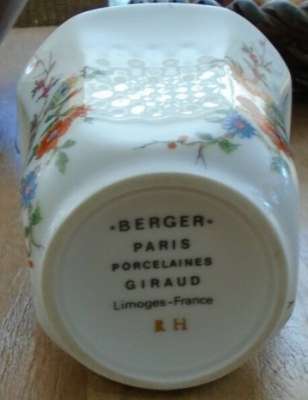 •BERGER•
PARIS
PORCELAINES
GIRAUD
Limoges-France
R H